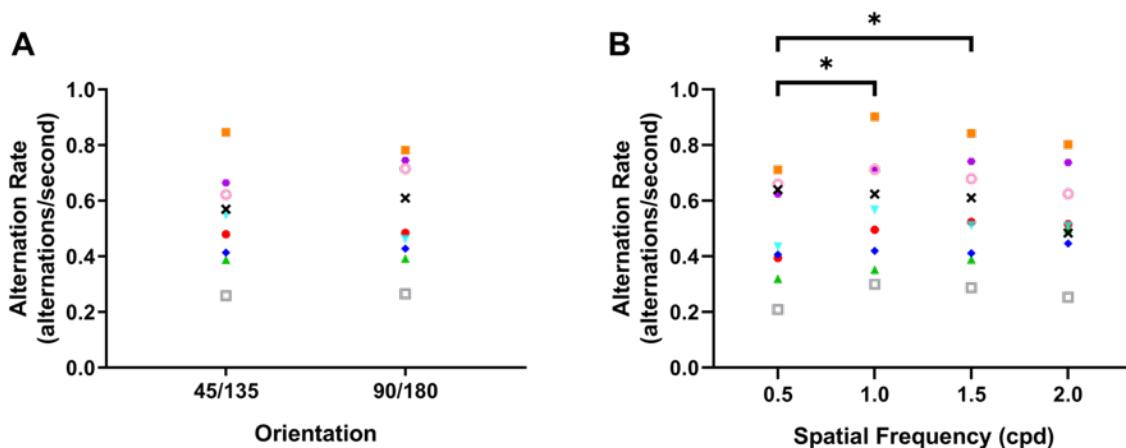 A
Alternation Rate
(alternations/second)
1.0
0.8
0.6
0.4
0.2
0.0
45/135
90/180
Orientation
B
*
*
Alternation Rate
(alternations/second)
1.0
0.8
0.6
0.4
0.2
0.0
0.5
1.0
1.5
2.0
Spatial Frequency (cpd)